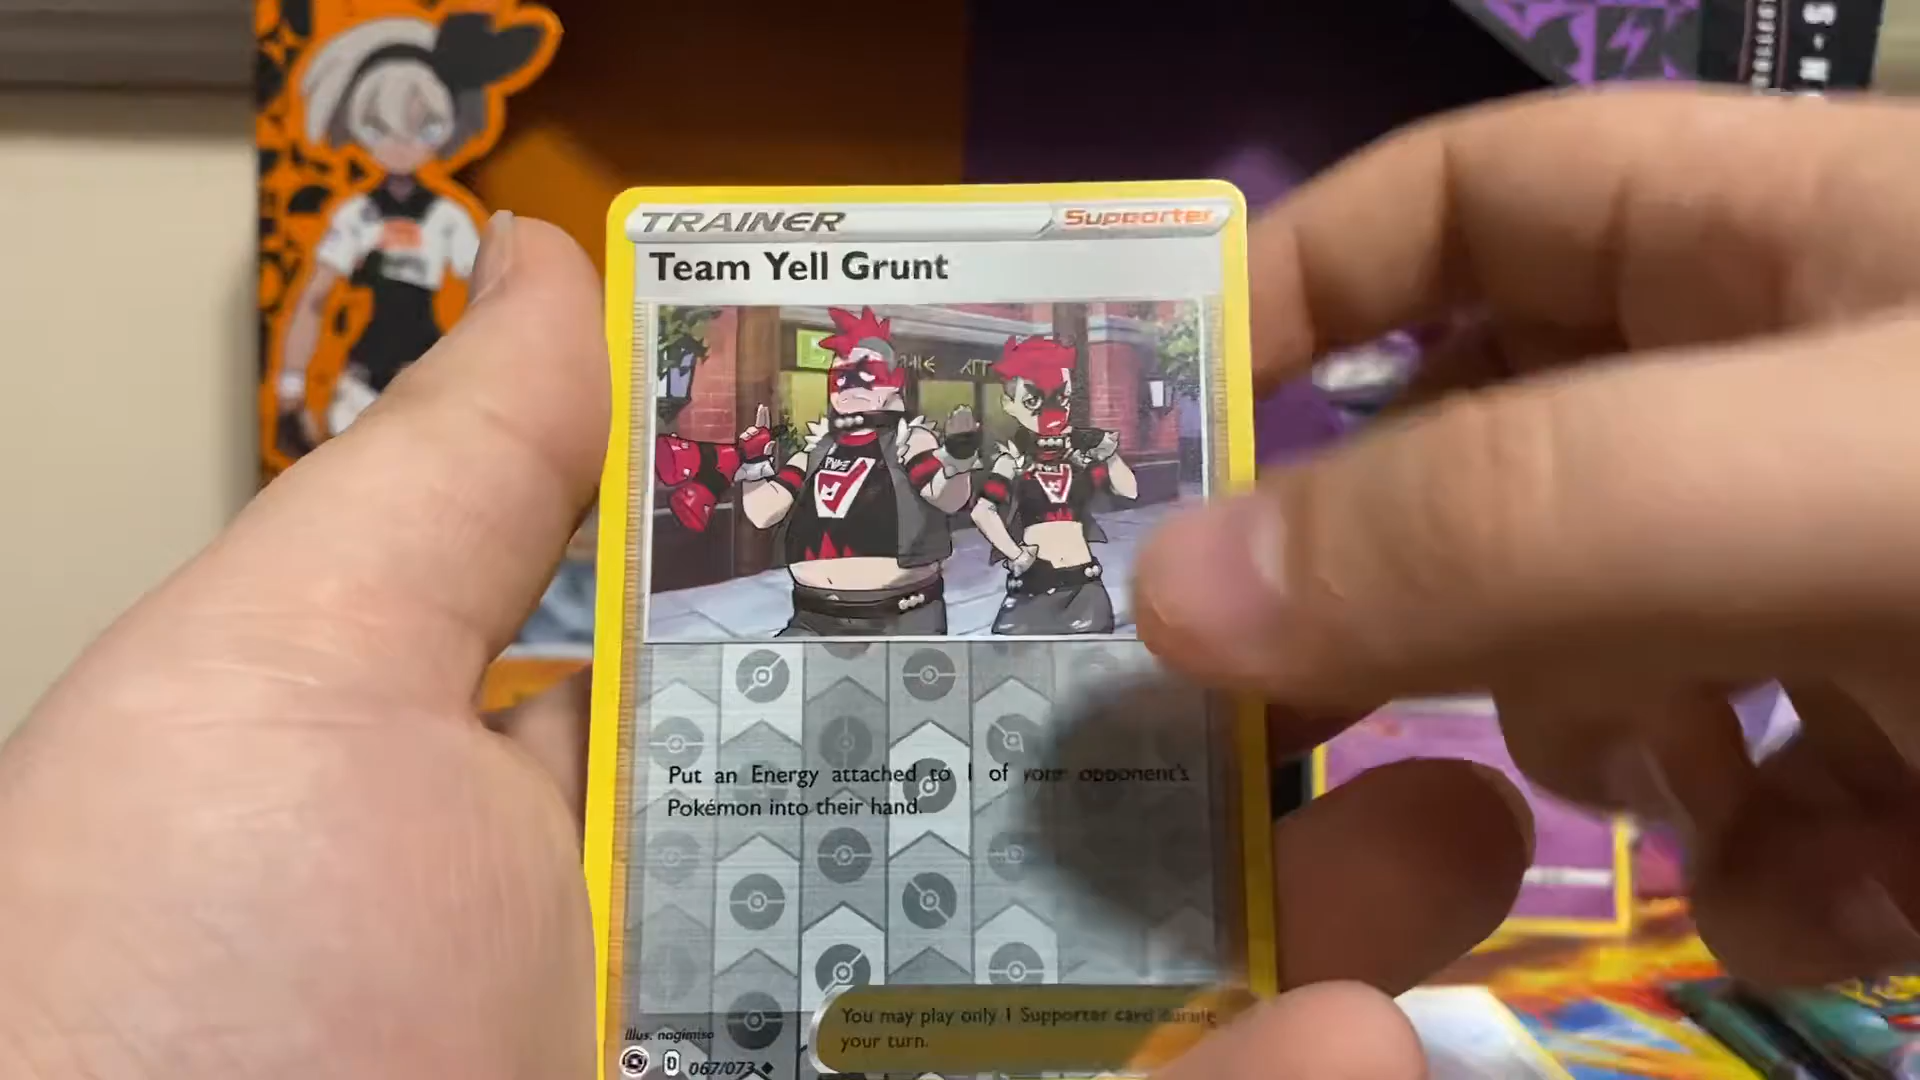 TRAINER Supporter
Team Yell Grunt
Put an Energy attached to 1 of your opponent's
Pokémon into their hand.
You may play only 1 Supporter card during
your turn.
Illus. nagimiso
D 067/073